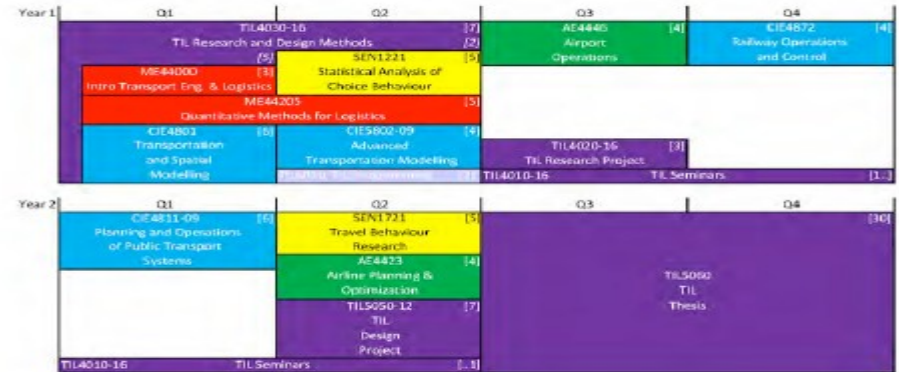 Year 1 Q1 Q2 Q3 Q4
TIL4030-16 [7]
TIL Research and Design Methods [2]
[5]
AE4446 [4]
Airport
Operations
CIE4872 [4]
Railway Operations
and Control
ME44000 [3]
Intro Transport Eng. & Logistics
SEN1221 [5]
Statistical Analysis of
Choice Behaviour
ME44205 [5]
Quantitative Methods for Logistics
CIE4801 [6]
Transportation
and Spatial
Modelling
CIE5802-09 [4]
Advanced
Transportation Modelling
TIL4020-16 [3]
TIL Research Project
TIL4010-16 TIL Seminars [1..]
Year 2 Q1 Q2 Q3 Q4
CIE4811-09 [6]
Planning and Operations
of Public Transport
Systems
SEN1721 [5]
Travel Behaviour
Research
AE4423 [4]
Airline Planning &
Optimization
TIL5050-12 [7]
TIL
Design
Project
[30]
TIL5060
TIL
Thesis
TIL4010-16 TIL Seminars [..1]